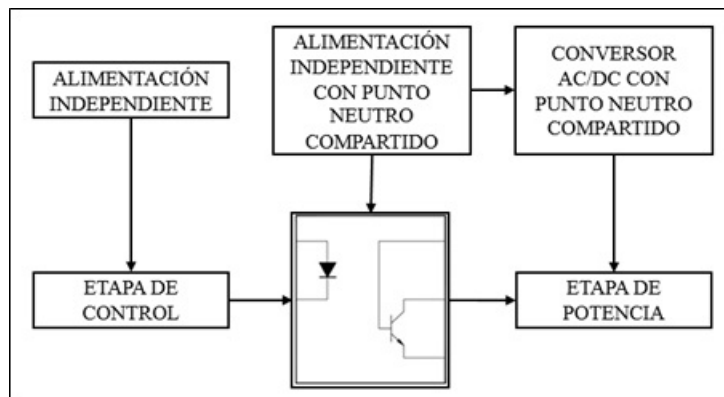 ALIMENTACIÓN
INDEPENDIENTE
ALIMENTACIÓN
INDEPENDIENTE
CON PUNTO
NEUTRO
COMPARTIDO
CONVERSOR
AC/DC CON
PUNTO NEUTRO
COMPARTIDO
ETAPA DE
CONTROL
ETAPA DE
POTENCIA